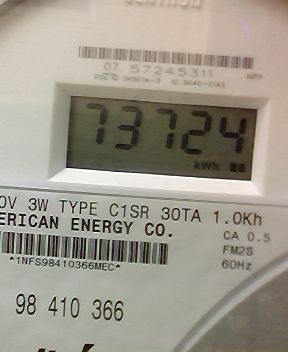 07 57245311
73724
kWh
0V 3W TYPE C1SR 30TA 1.0Kh
ERICAN ENERGY CO.
CA 0.5
FM2S
60Hz
*1NFS98410366MEC*
98 410 366